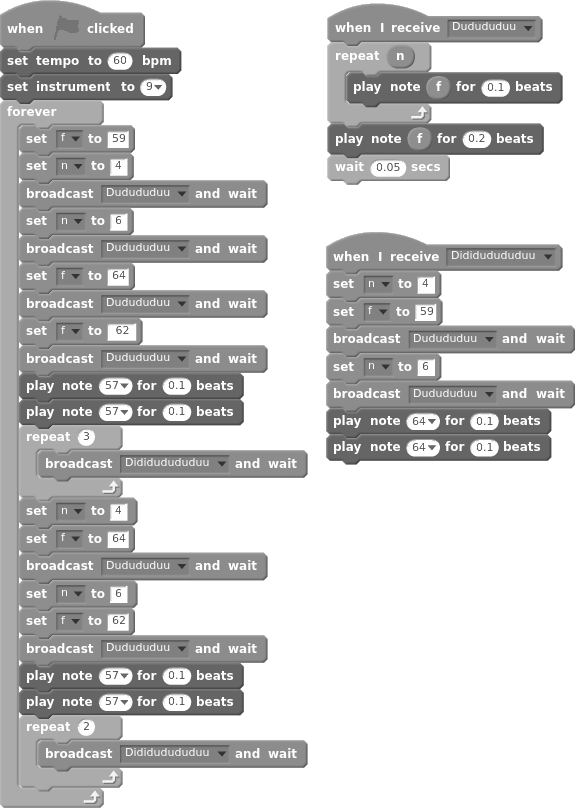 when clicked
set tempo to 60 bpm
set instrument to 9
forever
set f to 59
set n to 4
broadcast Dudududuu and wait
set n to 6
broadcast Dudududuu and wait
set f to 64
broadcast Dudududuu and wait
set f to 62
broadcast Dudududuu and wait
play note 57 for 0.1 beats
play note 57 for 0.1 beats
repeat 3
broadcast Dididudududuu and wait
set n to 4
set f to 64
broadcast Dudududuu and wait
set n to 6
set f to 62
broadcast Dudududuu and wait
play note 57 for 0.1 beats
play note 57 for 0.1 beats
repeat 2
broadcast Dididudududuu and wait
when I receive Dudududuu
repeat n
play note f for 0.1 beats
play note f for 0.2 beats
wait 0.05 secs
when I receive Dididudududuu
set n to 4
set f to 59
broadcast Dudududuu and wait
set n to 6
broadcast Dudududuu and wait
play note 64 for 0.1 beats
play note 64 for 0.1 beats